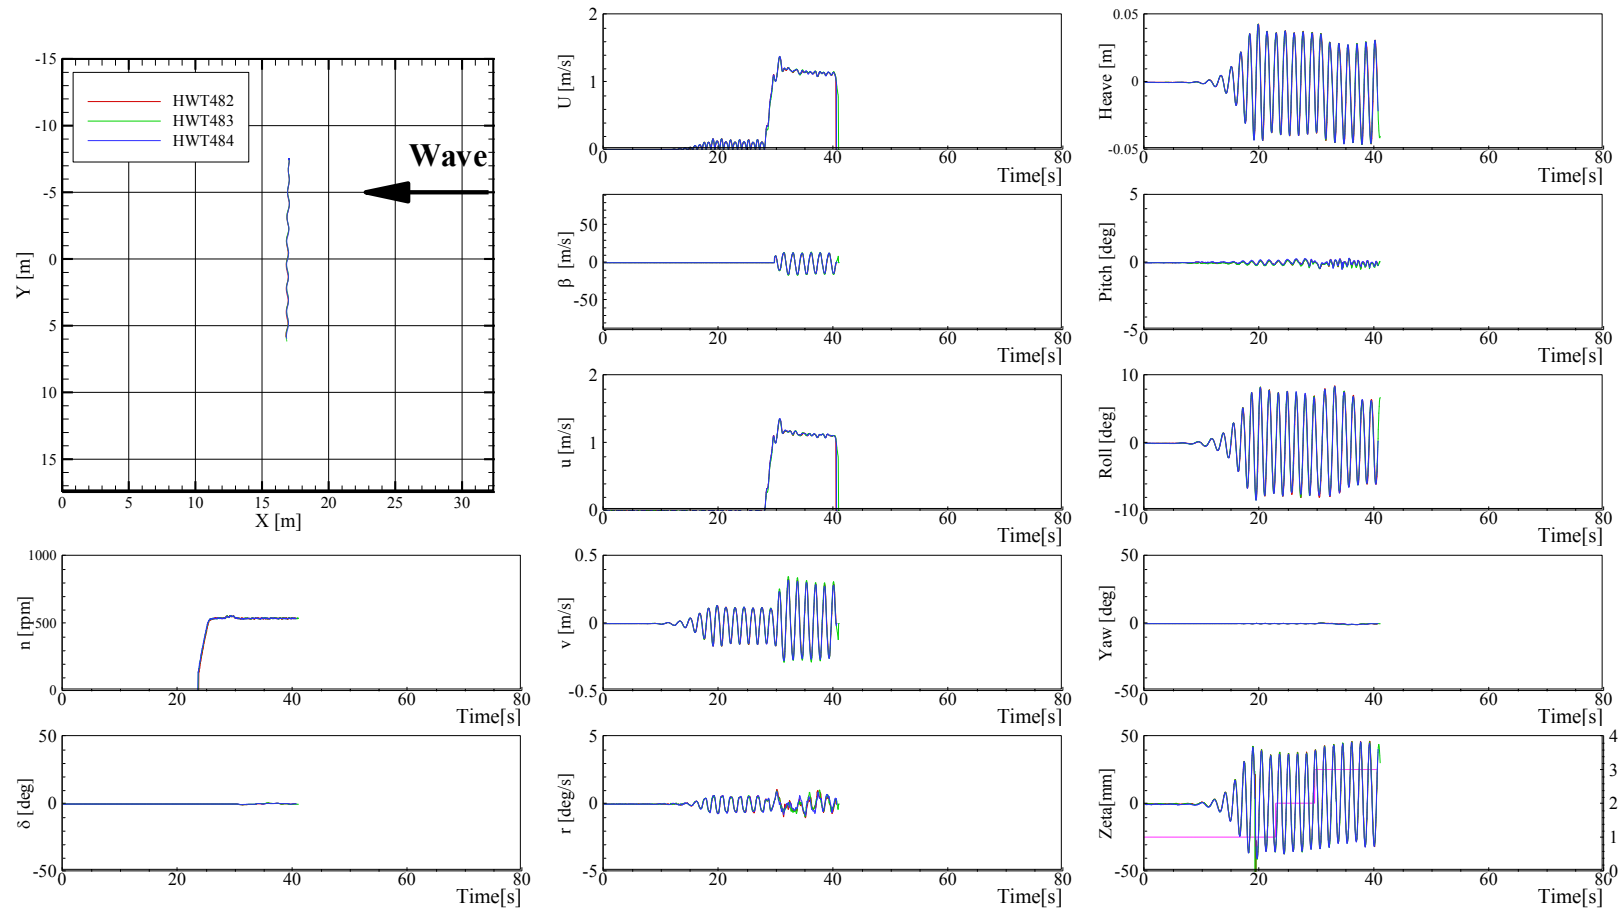 -15
-10
-5
0
5
10
15
Y [m]
HWT482
HWT483
HWT484
Wave
0 5 10 15 20 25 30
X [m]
2
1
0
U [m/s]
0 20 40 60 80
Time[s]
0.05
0
-0.05
Heave [m]
0 20 40 60 80
Time[s]
50
0
-50
β [m/s]
0 20 40 60 80
Time[s]
5
0
-5
Pitch [deg]
0 20 40 60 80
Time[s]
2
1
0
u [m/s]
0 20 40 60 80
Time[s]
10
0
-10
Roll [deg]
0 20 40 60 80
Time[s]
1000
500
0
n [rpm]
0 20 40 60 80
Time[s]
0.5
0
-0.5
v [m/s]
0 20 40 60 80
Time[s]
50
0
-50
Yaw [deg]
0 20 40 60 80
Time[s]
50
0
-50
δ [deg]
0 20 40 60 80
Time[s]
5
0
-5
r [deg/s]
0 20 40 60 80
Time[s]
50
0
-50
Zeta[mm]
4
3
2
1
0
0 20 40 60 80
Time[s]